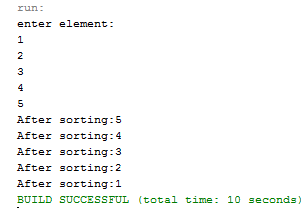 run:
enter element:
1
2
3
4
5
After sorting:5
After sorting:4
After sorting:3
After sorting:2
After sorting:1
BUILD SUCCESSFUL (total time: 10 seconds)